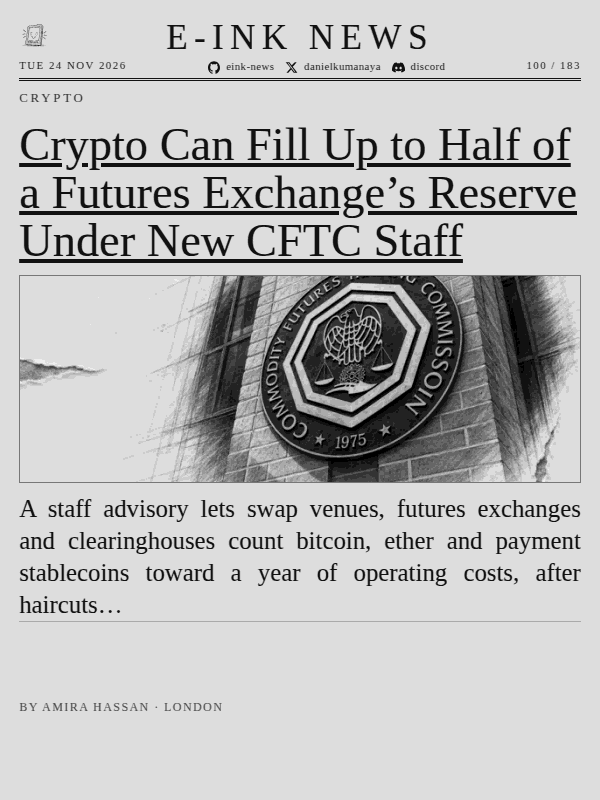 E-INK NEWS
TUE 24 NOV 2026
eink-news danielkumanaya discord
100 / 183
CRYPTO
Crypto Can Fill Up to Half of
a Futures Exchange’s Reserve
Under New CFTC Staff
COMMODITY FUTURES TRADING COMMISSOIN
1975
A staff advisory lets swap venues, futures exchanges
and clearinghouses count bitcoin, ether and payment
stablecoins toward a year of operating costs, after
haircuts…
BY AMIRA HASSAN · LONDON